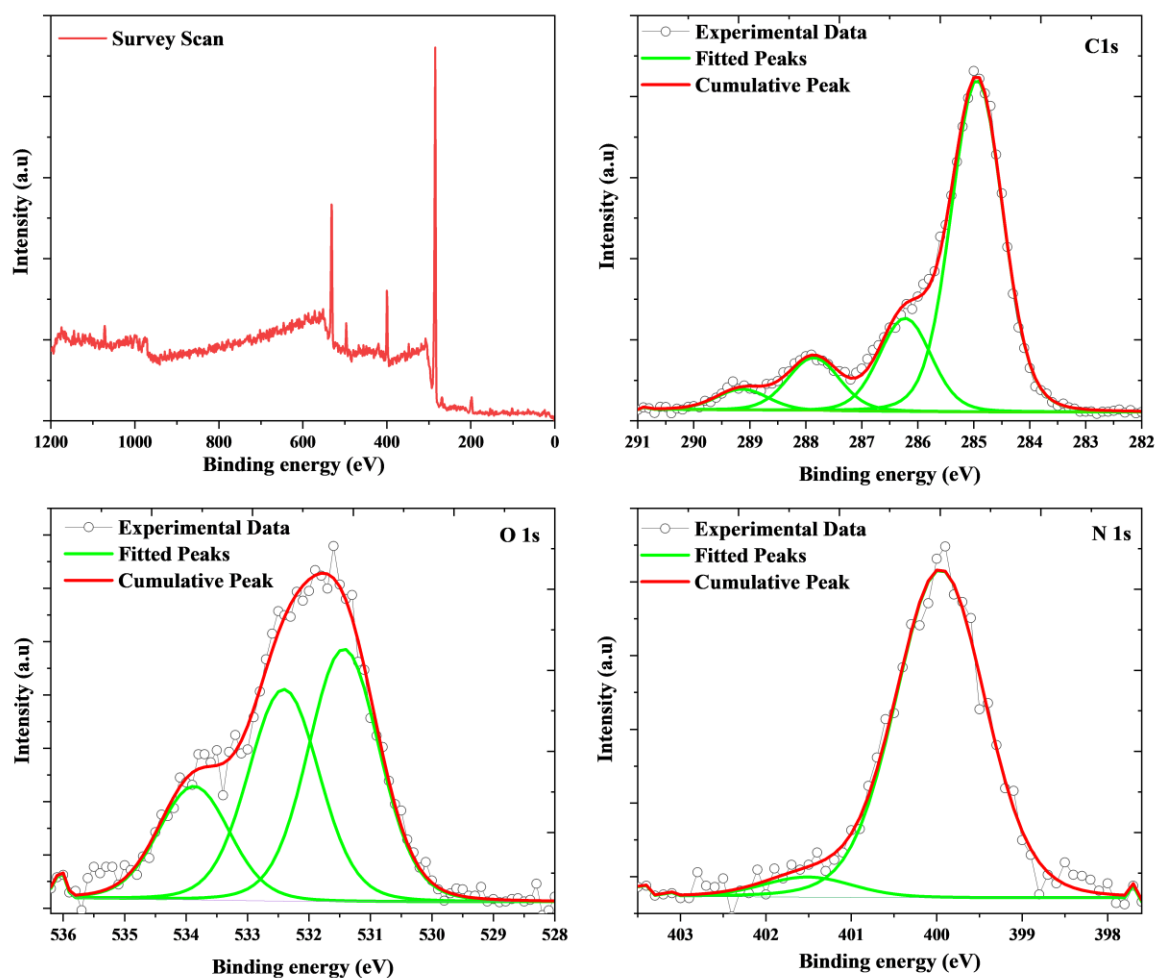 Survey Scan
Intensity (a.u)
1200 1000 800 600 400 200 0
Binding energy (eV)
Experimental Data
Fitted Peaks
Cumulative Peak
C1s
Intensity (a.u)
291 290 289 288 287 286 285 284 283 282
Binding energy (eV)
Experimental Data
Fitted Peaks
Cumulative Peak
O 1s
Intensity (a.u)
536 535 534 533 532 531 530 529 528
Binding energy (eV)
Experimental Data
Fitted Peaks
Cumulative Peak
N 1s
Intensity (a.u)
403 402 401 400 399 398
Binding energy (eV)